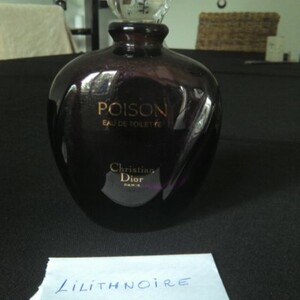 POISON
EAU DE TOILETTE
Christian
Dior
PARIS
LiLiTHNOiRE